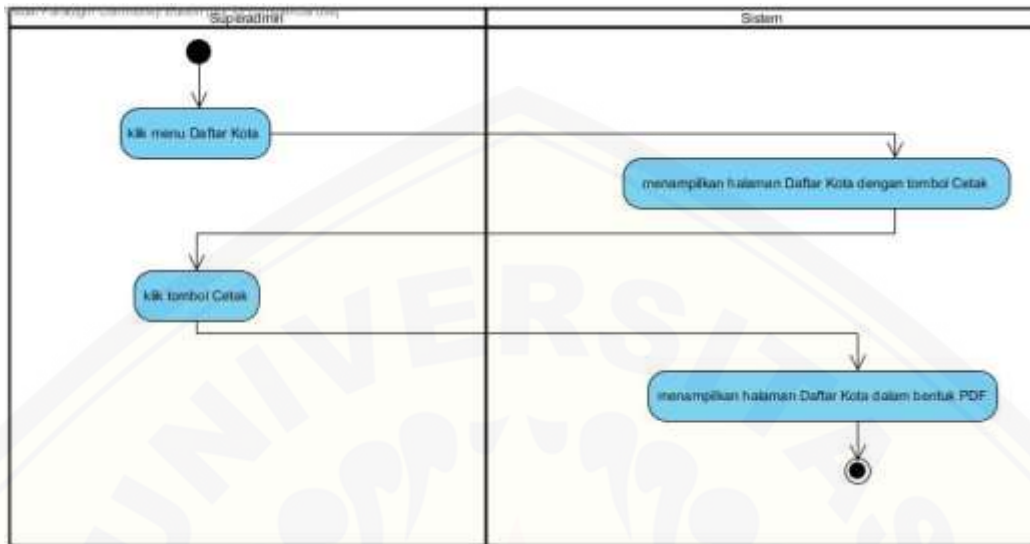 Superadmin
Sistem
klik menu Daftar Kota
menampilkan halaman Daftar Kota dengan tombol Cetak
klik tombol Cetak
menampilkan halaman Daftar Kota dalam bentuk PDF
UNIVERSITAS